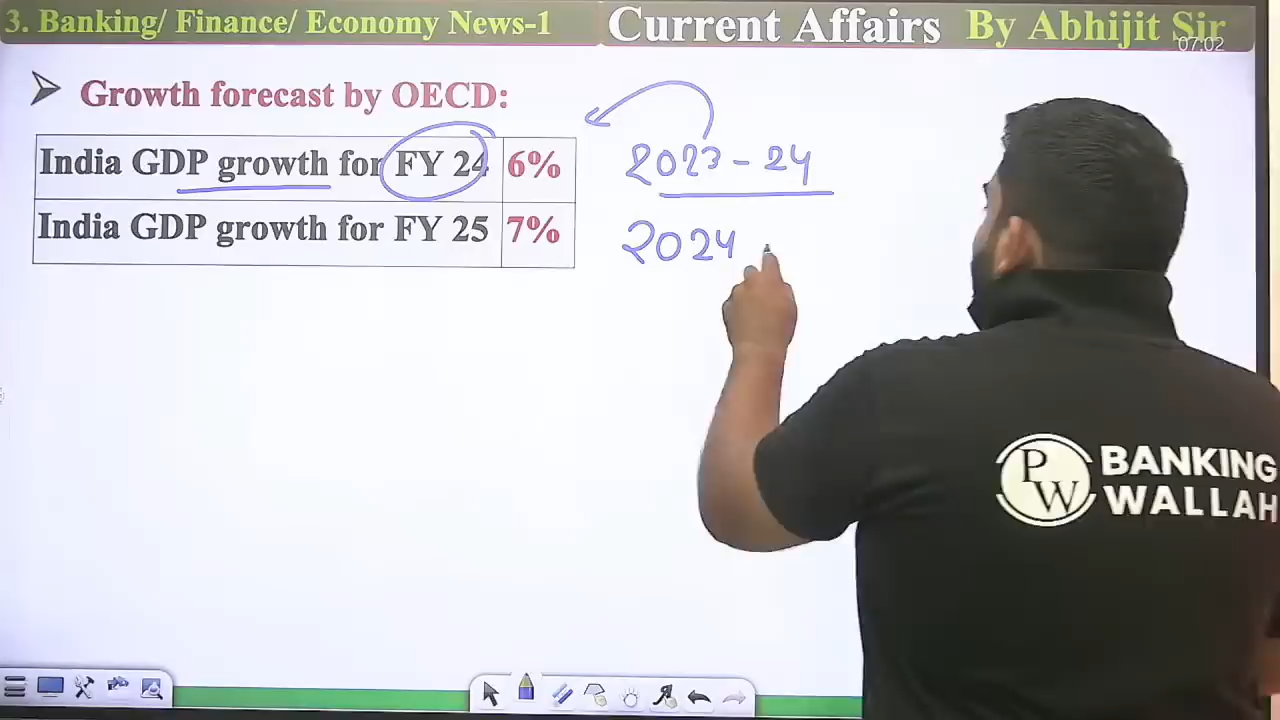 3. Banking/ Finance/ Economy News-1
Current Affairs By Abhijit Sir
07:02
Growth forecast by OECD:
India GDP growth for FY 24 6%
2023-24
India GDP growth for FY 25 7%
2024
PW
BANKING
WALLAH